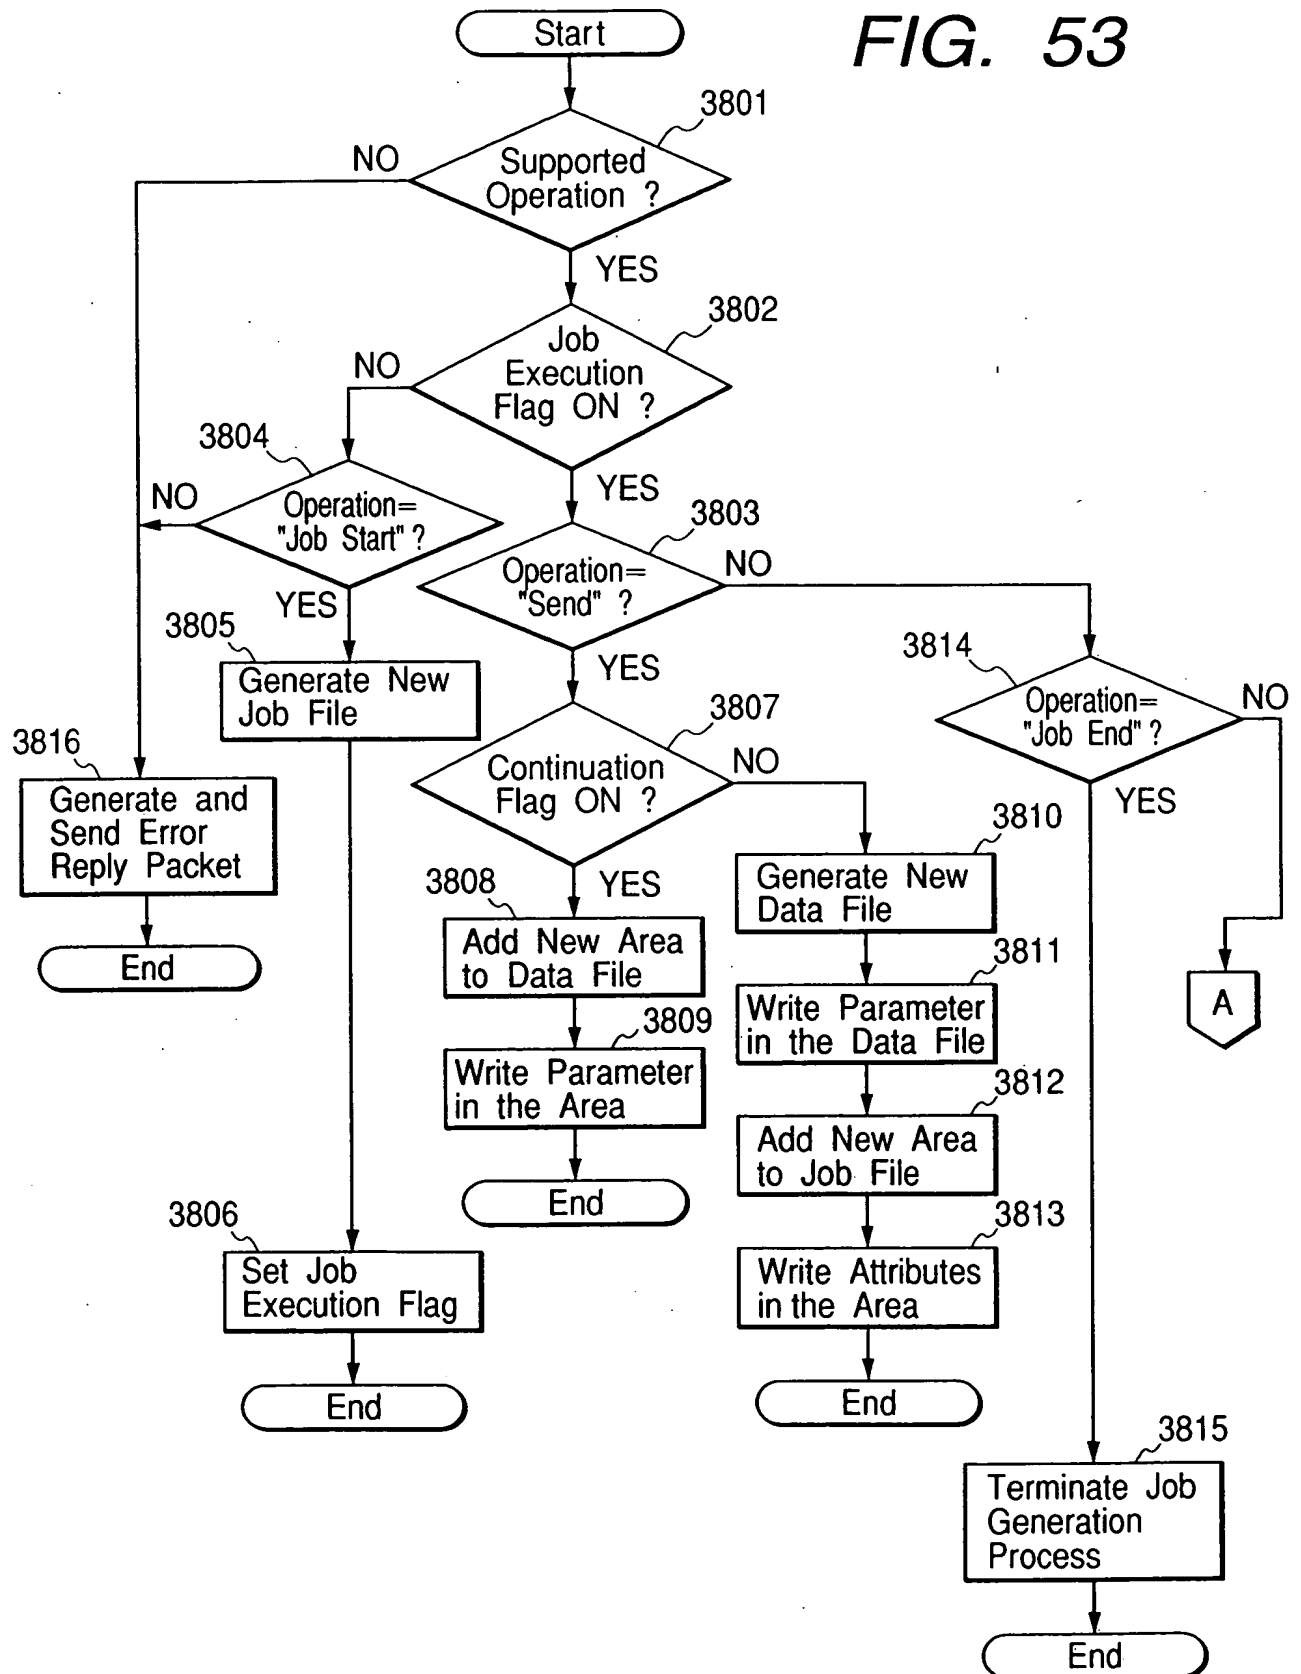 FIG. 53
Start
3801
Supported
Operation ?
NO
YES
3802
Job
Execution
Flag ON ?
NO
YES
3804
Operation=
"Job Start" ?
NO
YES
3803
Operation=
"Send" ?
NO
YES
3805
Generate New
Job File
3814
Operation=
"Job End" ?
NO
YES
3807
Continuation
Flag ON ?
NO
YES
3816
Generate and
Send Error
Reply Packet
End
3810
Generate New
Data File
3808
Add New Area
to Data File
3811
Write Parameter
in the Data File
A
3809
Write Parameter
in the Area
End
3812
Add New Area
to Job File
3806
Set Job
Execution Flag
End
3813
Write Attributes
in the Area
End
3815
Terminate Job
Generation
Process
End